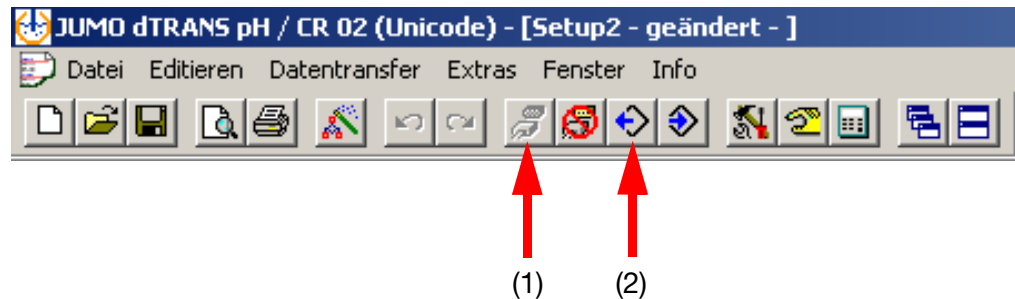 JUMO dTRANS pH / CR 02 (Unicode) - [Setup2 - geändert - ]
Datei Editieren Datentransfer Extras Fenster Info
(1) (2)